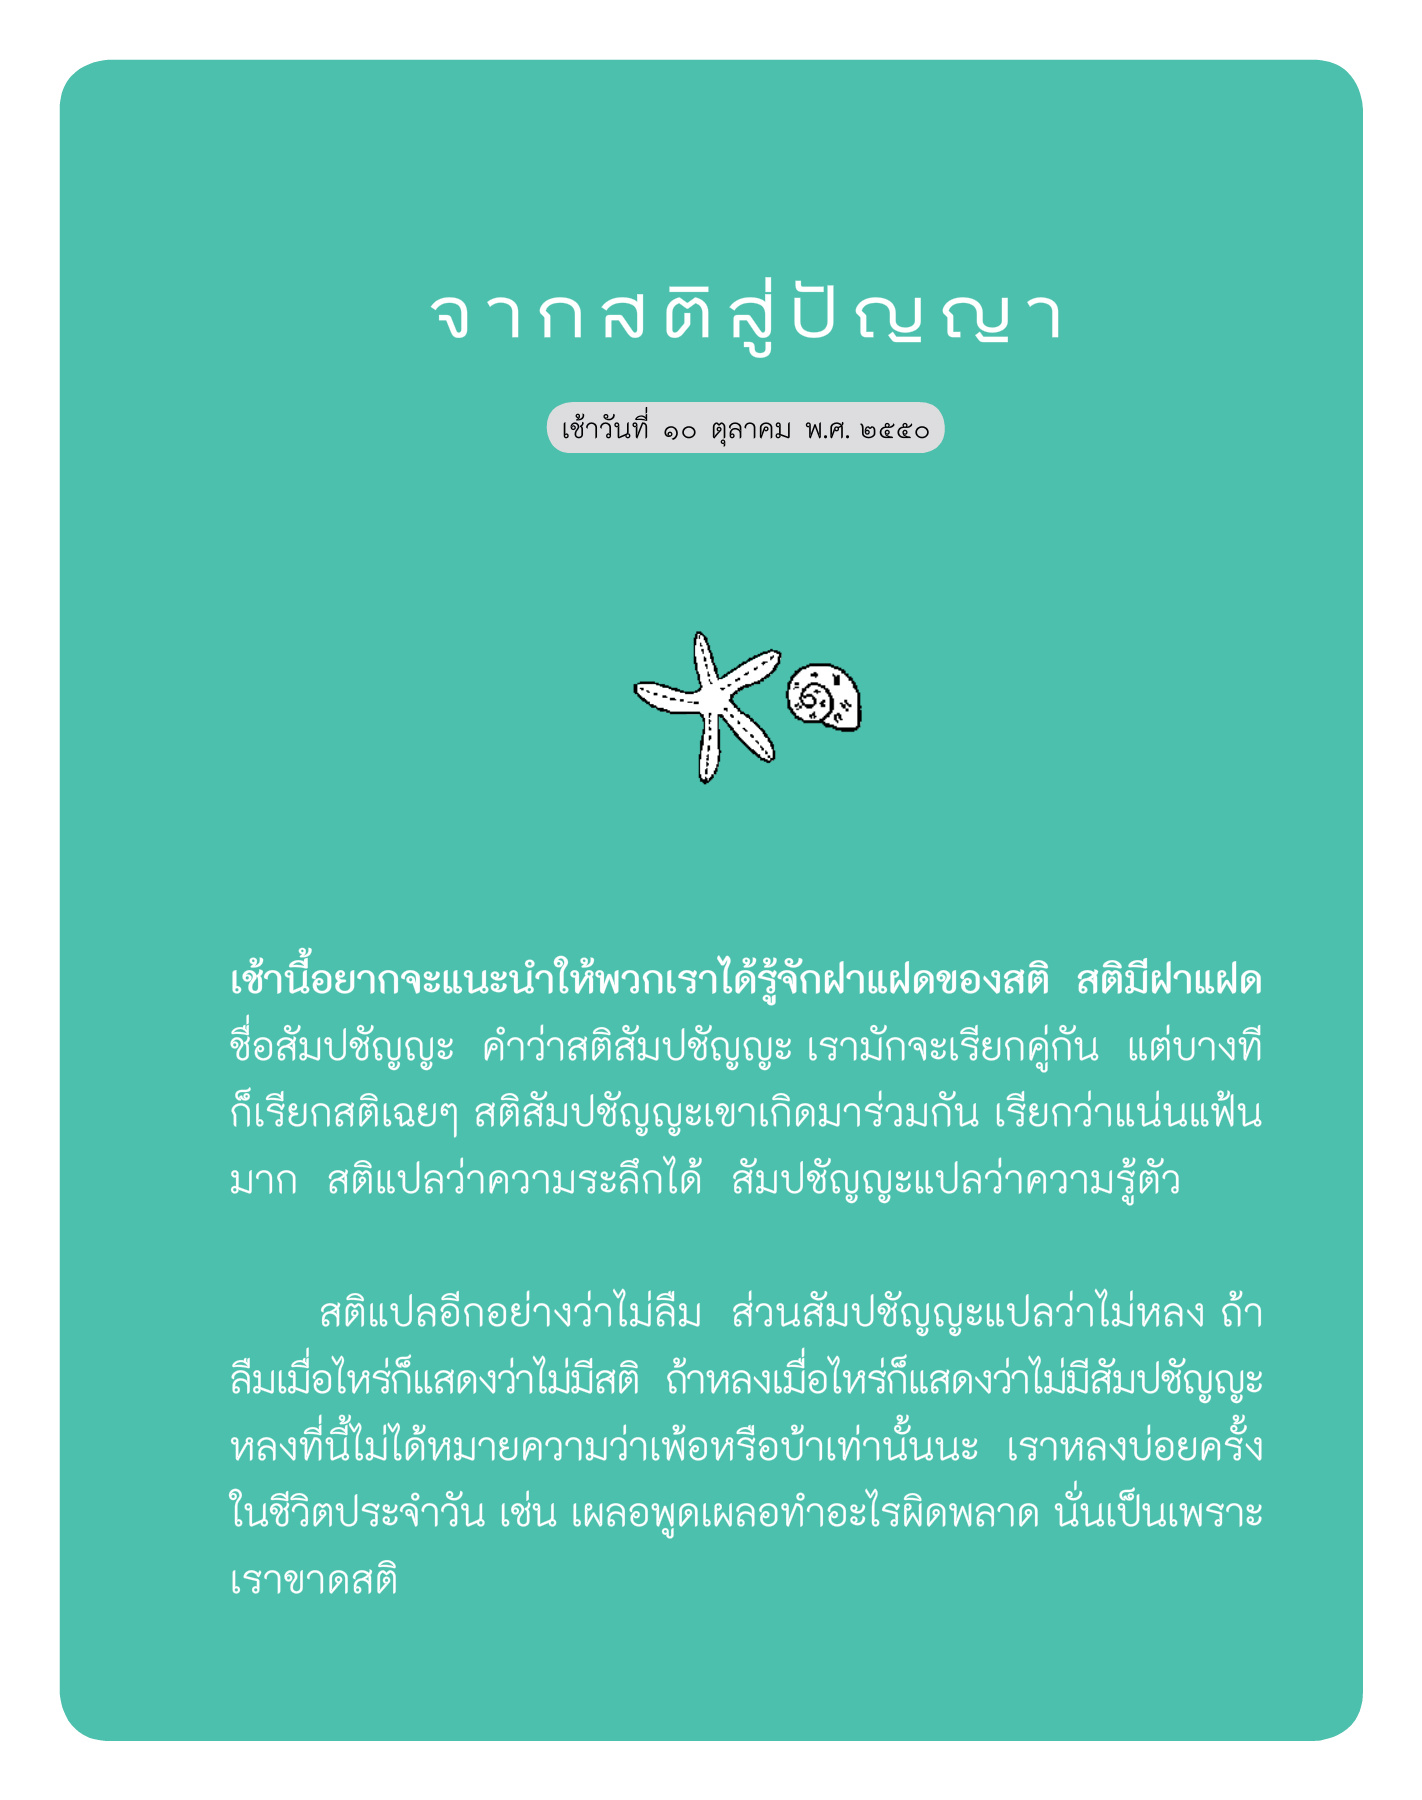 จากสติสู่ปัญญา
เช้าวันที่ ๑๐ ตุลาคม พ.ศ. ๒๕๕๐
เช้านี้อยากจะแนะนำให้พวกเราได้รู้จักฝาแฝดของสติ สติมีฝาแฝด
ชื่อสัมปชัญญะ คำว่าสติสัมปชัญญะ เรามักจะเรียกคู่กัน แต่บางที
ก็เรียกสติเฉยๆ สติสัมปชัญญะเขาเกิดมาร่วมกัน เรียกว่าแน่นแฟ้น
มาก สติแปลว่าความระลึกได้ สัมปชัญญะแปลว่าความรู้ตัว
สติแปลอีกอย่างว่าไม่ลืม ส่วนสัมปชัญญะแปลว่าไม่หลง ถ้า
ลืมเมื่อไหร่ก็แสดงว่าไม่มีสติ ถ้าหลงเมื่อไหร่ก็แสดงว่าไม่มีสัมปชัญญะ
หลงที่นี้ไม่ได้หมายความว่าเพ้อหรือบ้าเท่านั้นนะ เราหลงบ่อยครั้ง
ในชีวิตประจำวัน เช่น เผลอพูดเผลอทำอะไรผิดพลาด นั่นเป็นเพราะ
เราขาดสติ